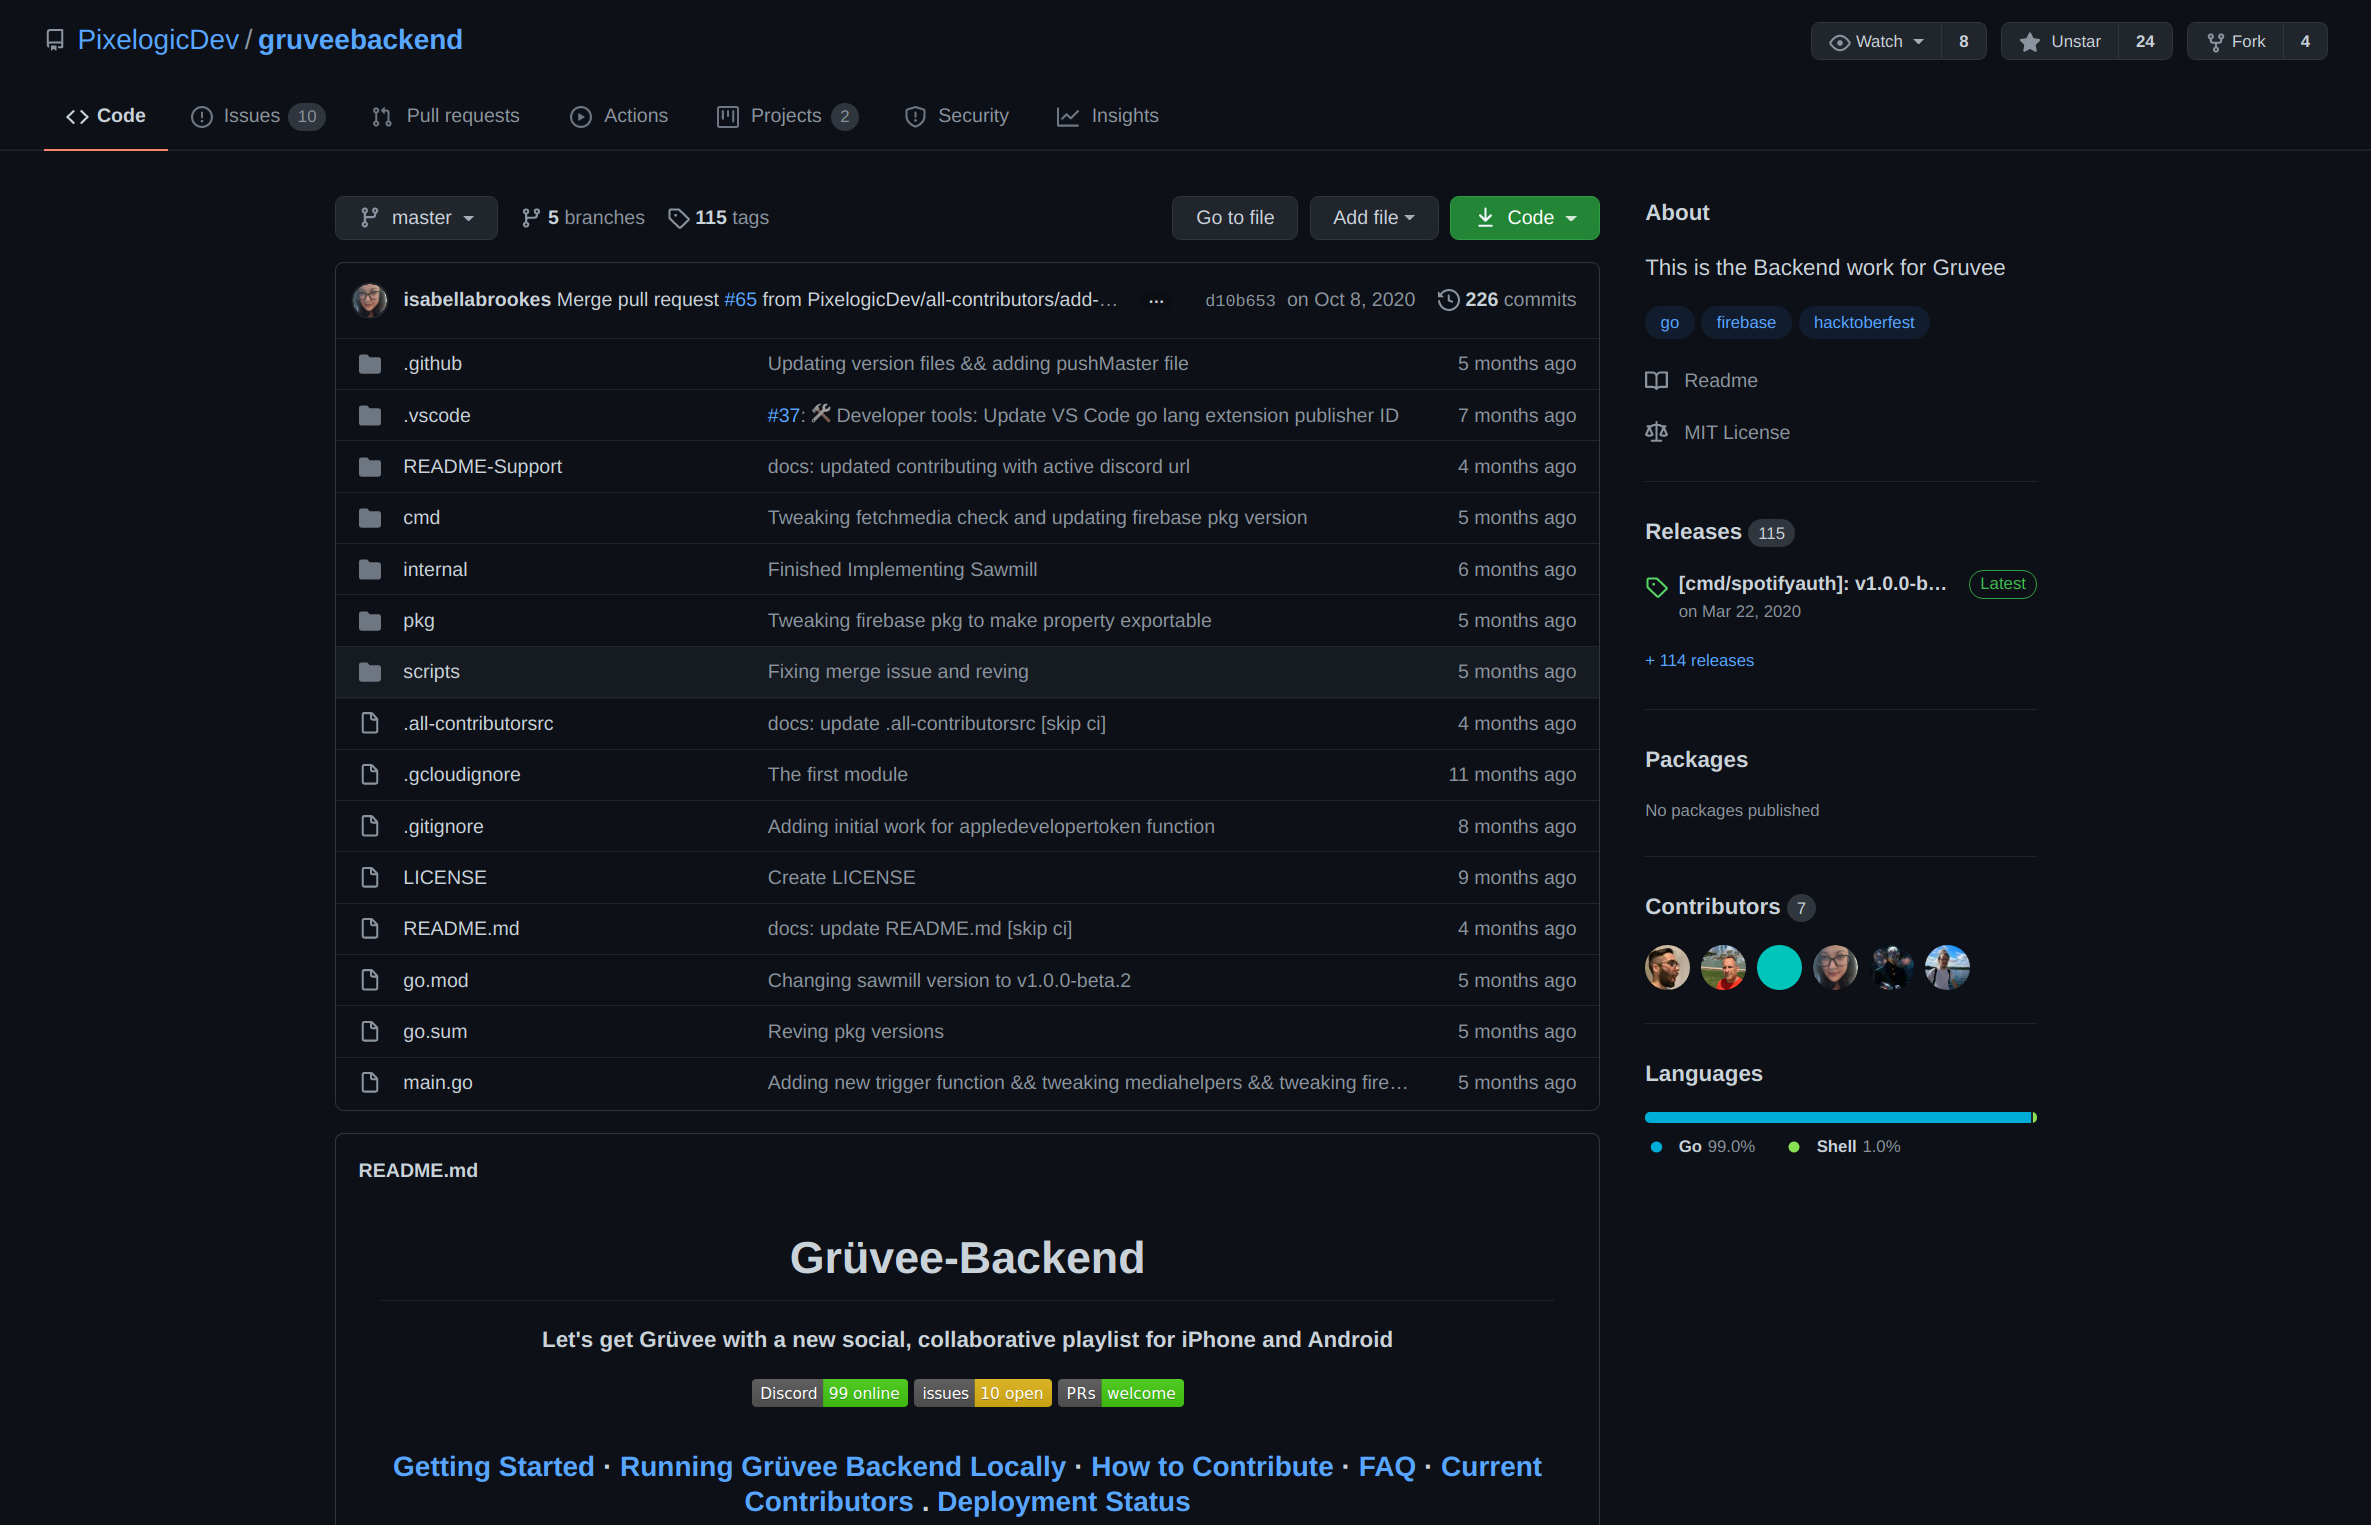 PixelogicDev / gruveebackend
Watch 8 Unstar 24 Fork 4
Code Issues 10 Pull requests Actions Projects 2 Security Insights
master 5 branches 115 tags Go to file Add file Code
isabellabrookes Merge pull request #65 from PixelogicDev/all-contributors/add-… ... d10b653 on Oct 8, 2020 226 commits
.github Updating version files && adding pushMaster file 5 months ago
.vscode #37: 🛠 Developer tools: Update VS Code go lang extension publisher ID 7 months ago
README-Support docs: updated contributing with active discord url 4 months ago
cmd Tweaking fetchmedia check and updating firebase pkg version 5 months ago
internal Finished Implementing Sawmill 6 months ago
pkg Tweaking firebase pkg to make property exportable 5 months ago
scripts Fixing merge issue and reving 5 months ago
.all-contributorsrc docs: update .all-contributorsrc [skip ci] 4 months ago
.gcloudignore The first module 11 months ago
.gitignore Adding initial work for appledevelopertoken function 8 months ago
LICENSE Create LICENSE 9 months ago
README.md docs: update README.md [skip ci] 4 months ago
go.mod Changing sawmill version to v1.0.0-beta.2 5 months ago
go.sum Reving pkg versions 5 months ago
main.go Adding new trigger function && tweaking mediahelpers && tweaking fire… 5 months ago
README.md
Grüvee-Backend
Let's get Grüvee with a new social, collaborative playlist for iPhone and Android
Discord 99 online issues 10 open PRs welcome
Getting Started · Running Grüvee Backend Locally · How to Contribute · FAQ · Current
Contributors . Deployment Status
About
This is the Backend work for Gruvee
go firebase hacktoberfest
Readme
MIT License
Releases 115
[cmd/spotifyauth]: v1.0.0-b… Latest
on Mar 22, 2020
+ 114 releases
Packages
No packages published
Contributors 7
Languages
Go 99.0% Shell 1.0%